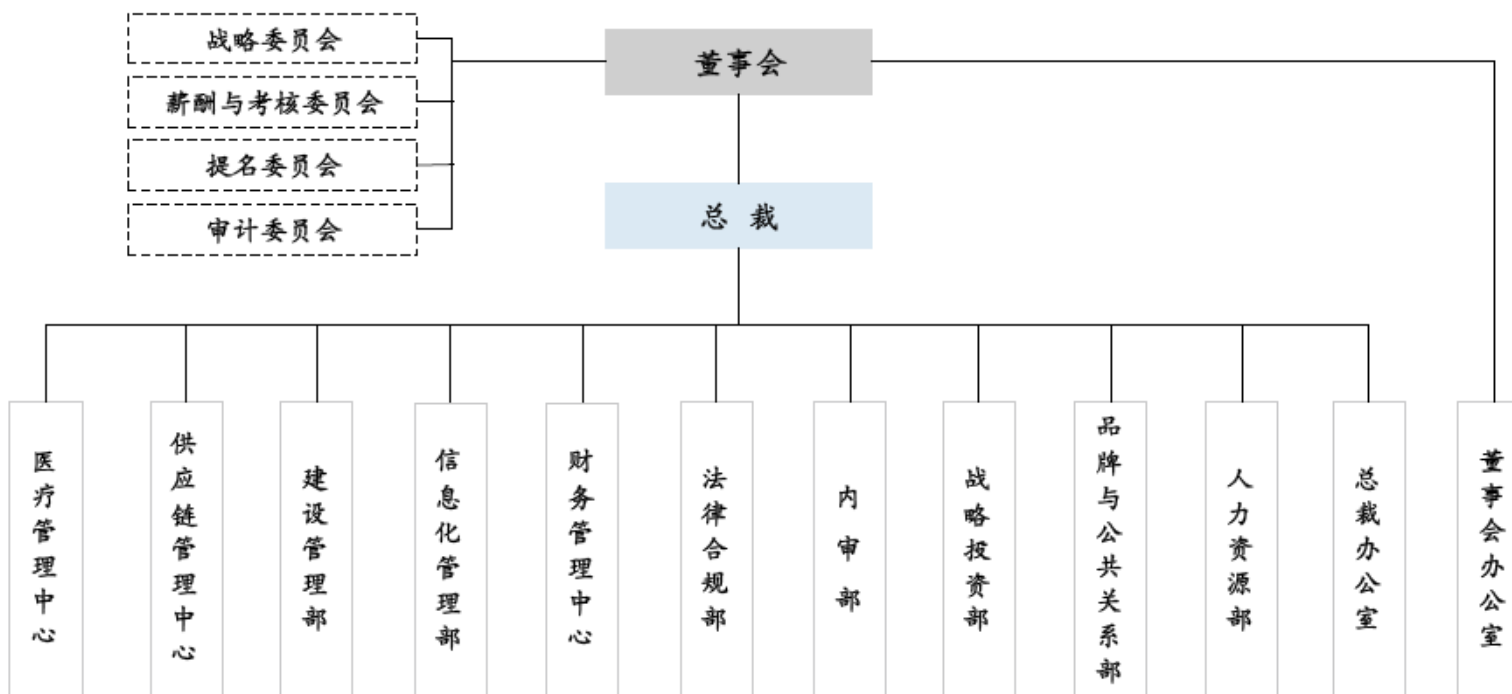 战略委员会
薪酬与考核委员会
提名委员会
审计委员会
董事会
总 裁
医疗管理中心
供应链管理中心
建设管理部
信息化管理部
财务管理中心
法律合规部
内审部
战略投资部
品牌与公共关系部
人力资源部
总裁办公室
董事会办公室